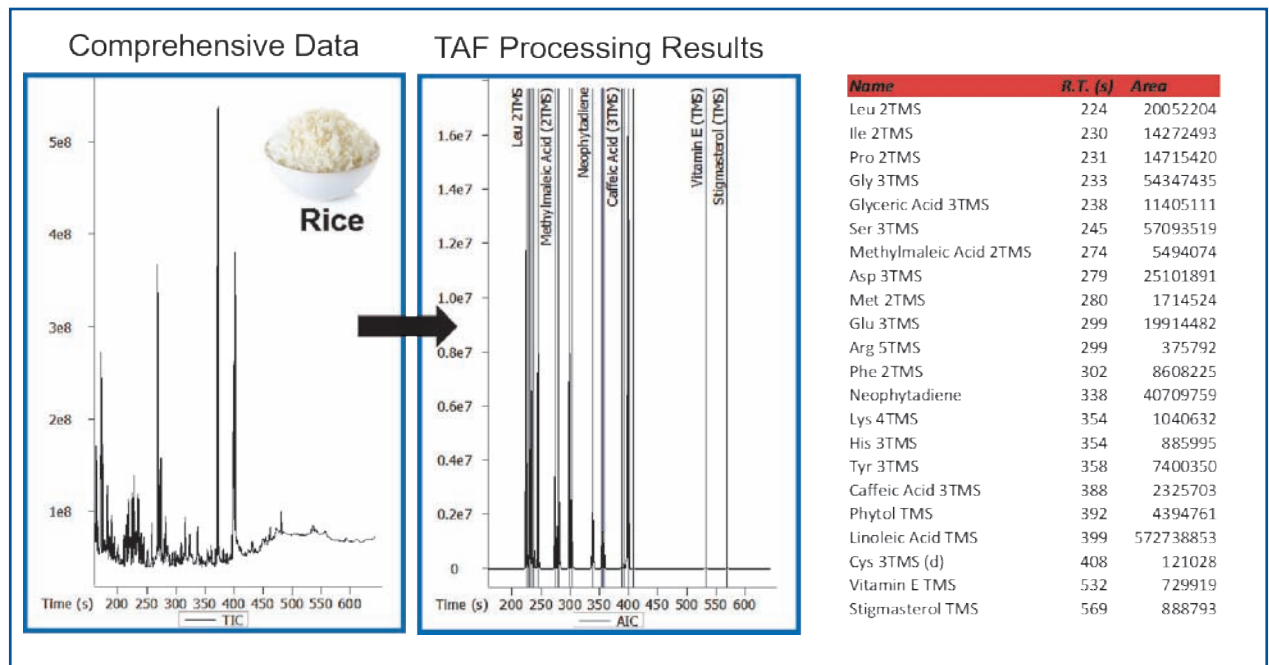 Comprehensive Data
TAF Processing Results
5e8
4e8
3e8
2e8
1e8
Rice
Time (s) 200 250 300 350 400 450 500 550 600
TIC
1.6e7
1.4e7
1.2e7
1.0e7
0.8e7
0.6e7
0.4e7
0.2e7
0
Leu 2TMS
Methylmaleic Acid (2TMS)
Neophytadiene
Caffeic Acid (3TMS)
Vitamin E (TMS)
Stigmasterol (TMS)
Time (s) 200 250 300 350 400 450 500 550 600
AIC
Name R.T. (s) Area
Leu 2TMS 224 20052204
Ile 2TMS 230 14272493
Pro 2TMS 231 14715420
Gly 3TMS 233 54347435
Glyceric Acid 3TMS 238 11405111
Ser 3TMS 245 57093519
Methylmaleic Acid 2TMS 274 5494074
Asp 3TMS 279 25101891
Met 2TMS 280 1714524
Glu 3TMS 299 19914482
Arg 5TMS 299 375792
Phe 2TMS 302 8608225
Neophytadiene 338 40709759
Lys 4TMS 354 1040632
His 3TMS 354 885995
Tyr 3TMS 358 7400350
Caffeic Acid 3TMS 388 2325703
Phytol TMS 392 4394761
Linoleic Acid TMS 399 572738853
Cys 3TMS (d) 408 121028
Vitamin E TMS 532 729919
Stigmasterol TMS 569 888793